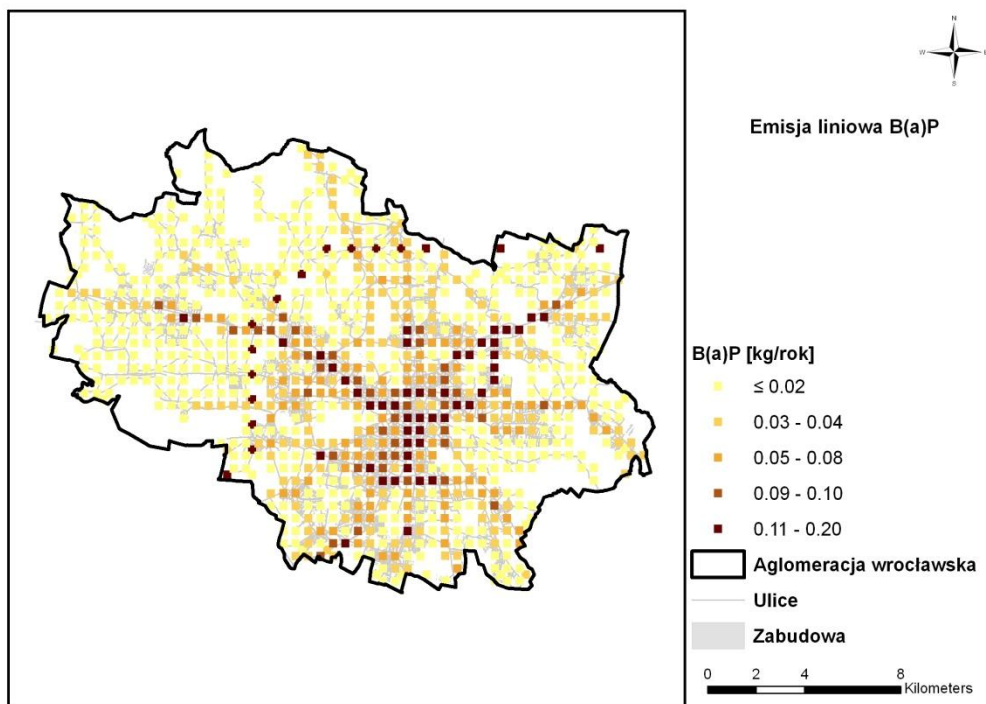 N
W
E
S
Emisja liniowa B(a)P
B(a)P [kg/rok]
≤ 0.02
0.03 - 0.04
0.05 - 0.08
0.09 - 0.10
0.11 - 0.20
Aglomeracja wrocławska
Ulice
Zabudowa
0 2 4 8
Kilometers